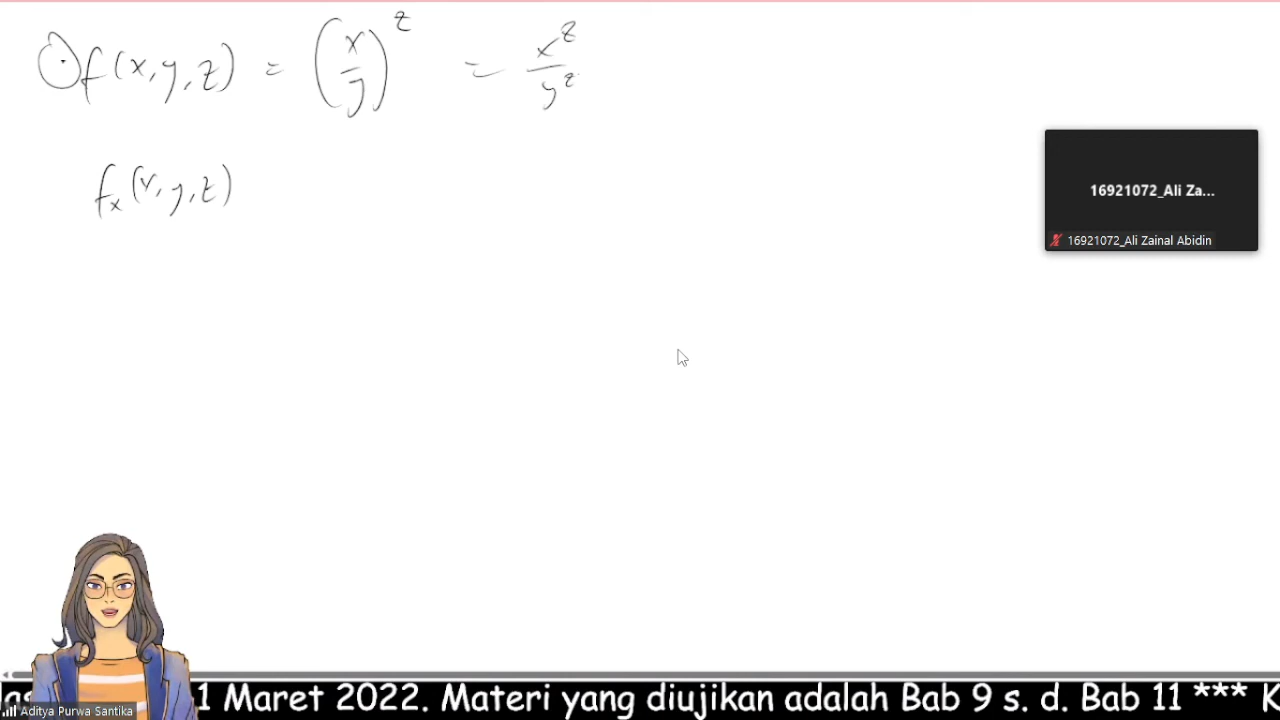 f(x,y,z) = (x/y)^z = x^z/y^z
f_x(x,y,z)
16921072_Ali Za...
16921072_Ali Zainal Abidin
1 Maret 2022. Materi yang diujikan adalah Bab 9 s. d. Bab 11 *** K
Aditya Purwa Santika